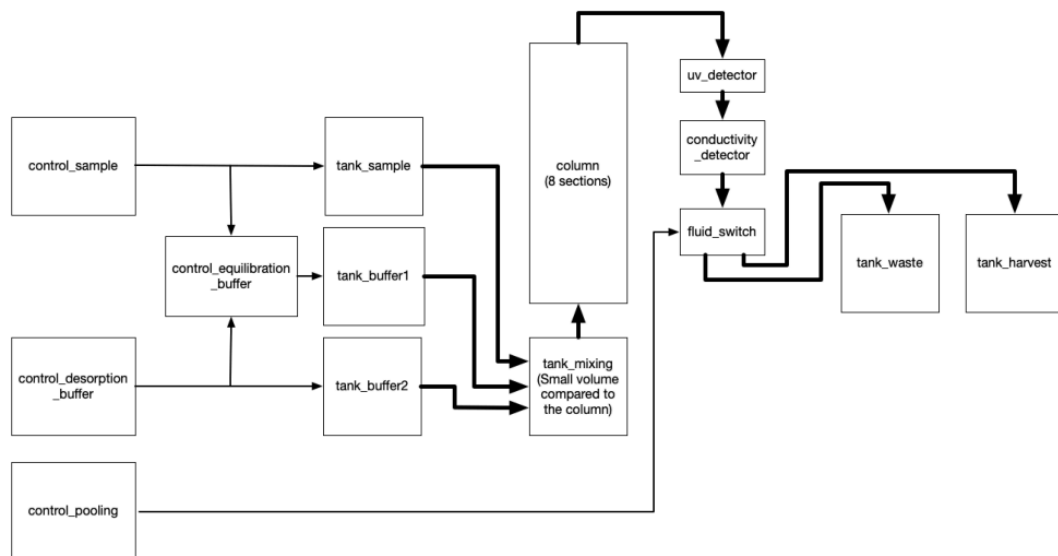 control_sample
tank_sample
control_equilibration
_buffer
tank_buffer1
control_desorption
_buffer
tank_buffer2
control_pooling
column
(8 sections)
tank_mixing
(Small volume
compared to
the column)
uv_detector
conductivity
_detector
fluid_switch
tank_waste
tank_harvest